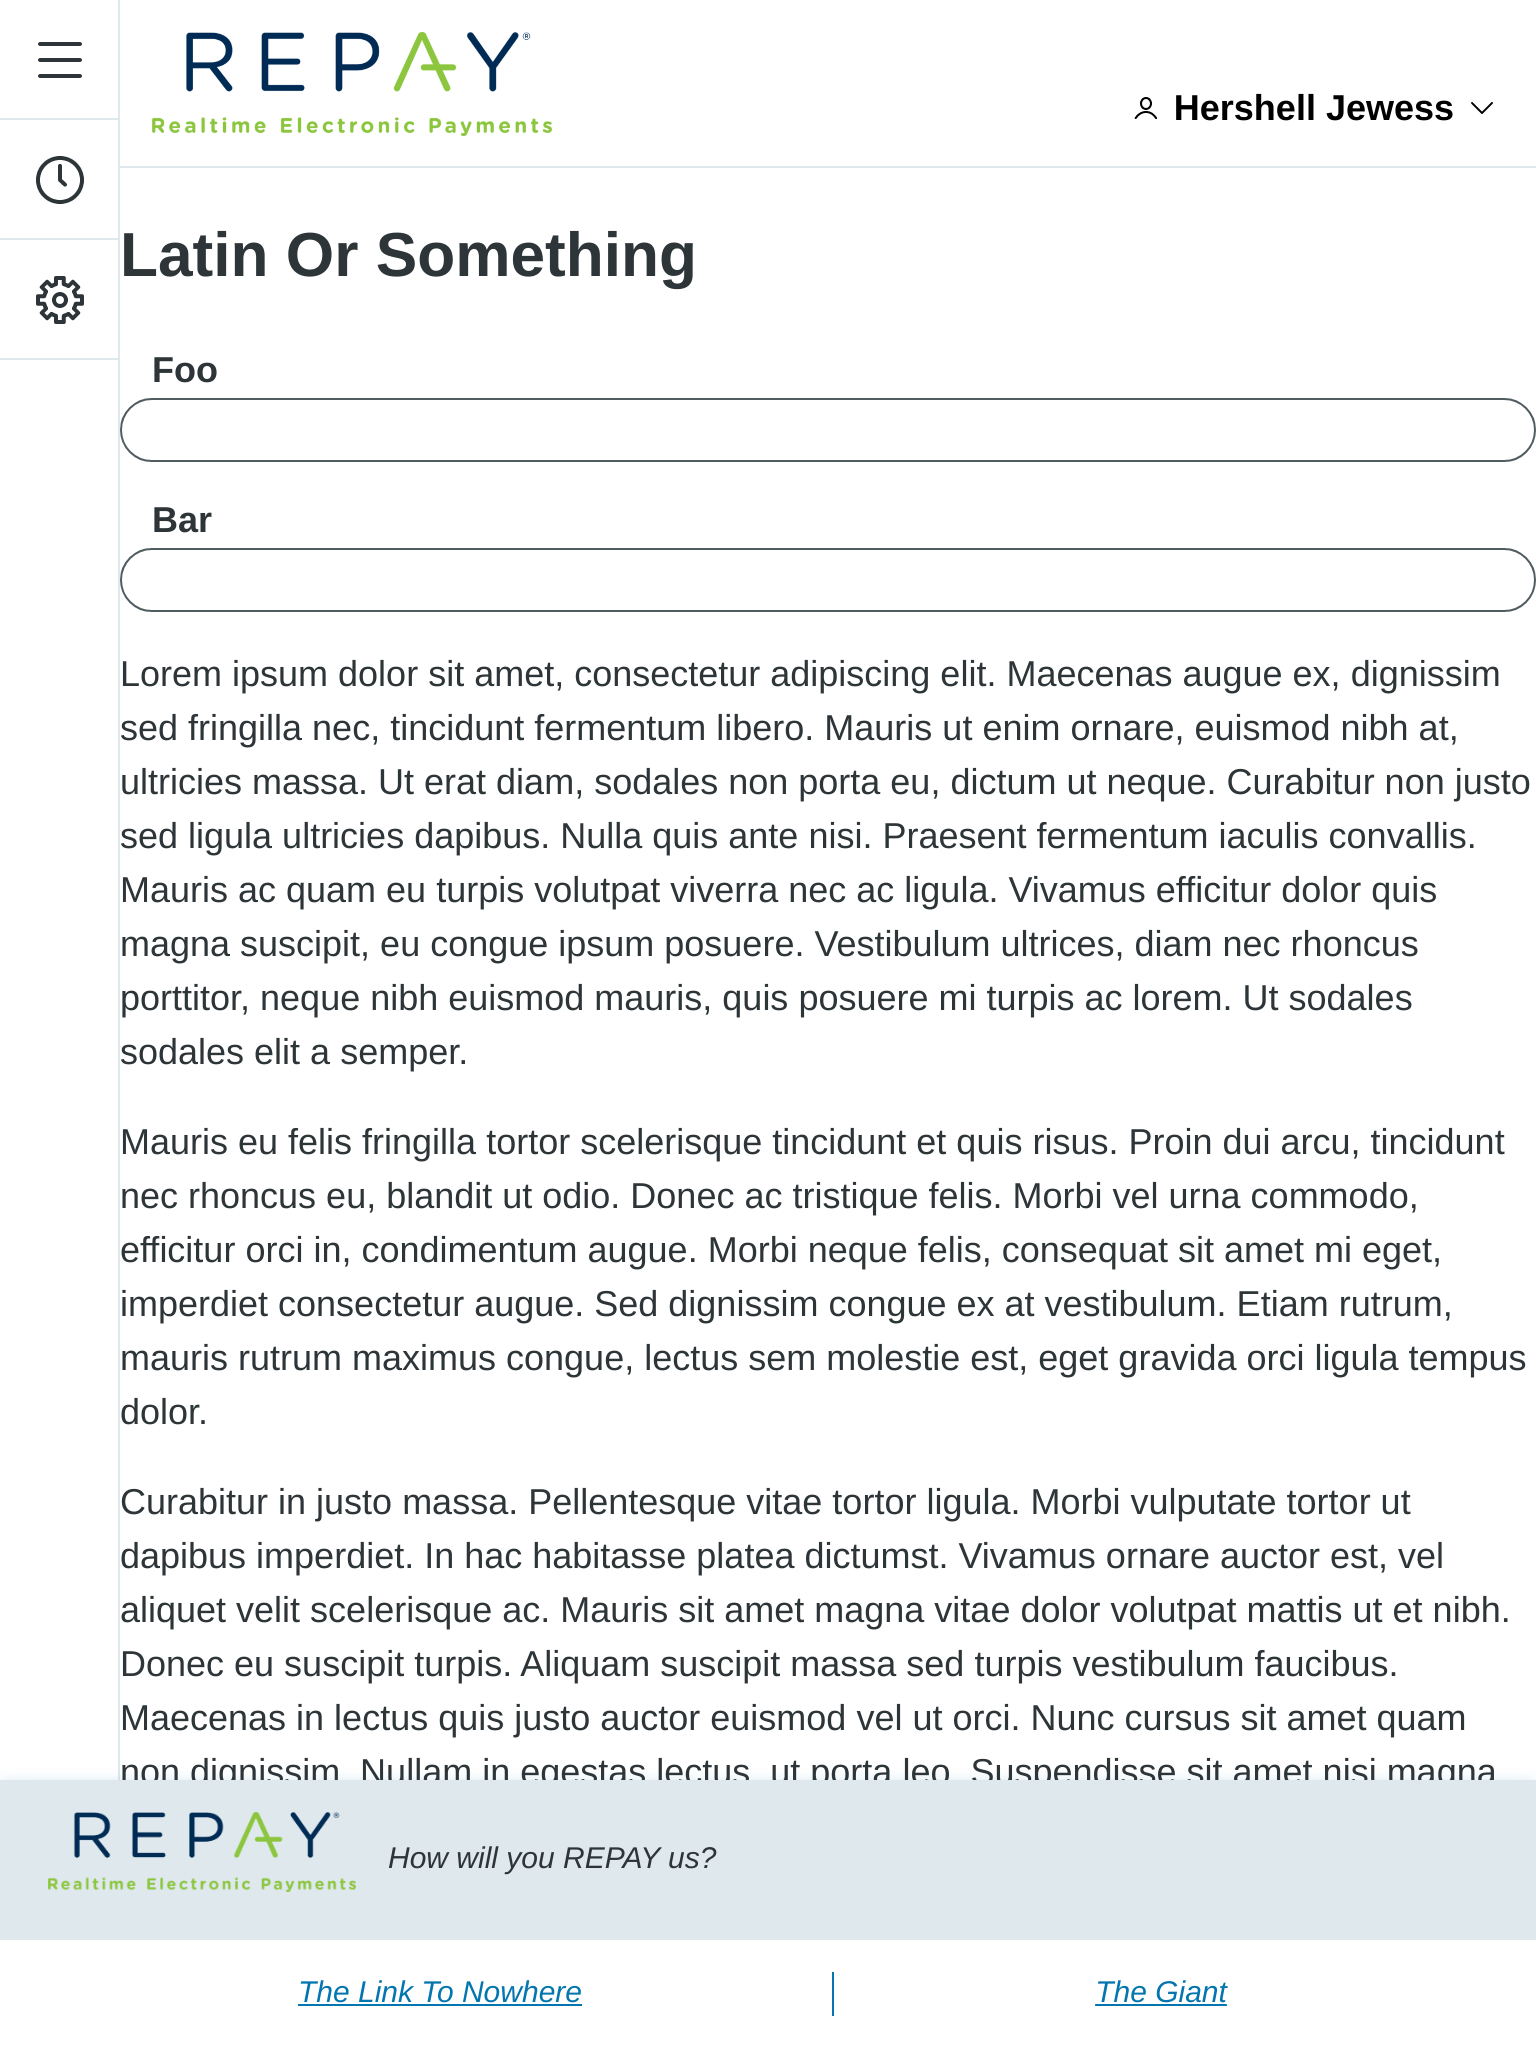 REPAY®
Realtime Electronic Payments
Hershell Jewess
Latin Or Something
Foo
Bar
Lorem ipsum dolor sit amet, consectetur adipiscing elit. Maecenas augue ex, dignissim
sed fringilla nec, tincidunt fermentum libero. Mauris ut enim ornare, euismod nibh at,
ultricies massa. Ut erat diam, sodales non porta eu, dictum ut neque. Curabitur non justo
sed ligula ultricies dapibus. Nulla quis ante nisi. Praesent fermentum iaculis convallis.
Mauris ac quam eu turpis volutpat viverra nec ac ligula. Vivamus efficitur dolor quis
magna suscipit, eu congue ipsum posuere. Vestibulum ultrices, diam nec rhoncus
porttitor, neque nibh euismod mauris, quis posuere mi turpis ac lorem. Ut sodales
sodales elit a semper.
Mauris eu felis fringilla tortor scelerisque tincidunt et quis risus. Proin dui arcu, tincidunt
nec rhoncus eu, blandit ut odio. Donec ac tristique felis. Morbi vel urna commodo,
efficitur orci in, condimentum augue. Morbi neque felis, consequat sit amet mi eget,
imperdiet consectetur augue. Sed dignissim congue ex at vestibulum. Etiam rutrum,
mauris rutrum maximus congue, lectus sem molestie est, eget gravida orci ligula tempus
dolor.
Curabitur in justo massa. Pellentesque vitae tortor ligula. Morbi vulputate tortor ut
dapibus imperdiet. In hac habitasse platea dictumst. Vivamus ornare auctor est, vel
aliquet velit scelerisque ac. Mauris sit amet magna vitae dolor volutpat mattis ut et nibh.
Donec eu suscipit turpis. Aliquam suscipit massa sed turpis vestibulum faucibus.
Maecenas in lectus quis justo auctor euismod vel ut orci. Nunc cursus sit amet quam
non dignissim. Nullam in egestas lectus, ut porta leo. Suspendisse sit amet nisi magna
REPAY®
Realtime Electronic Payments
How will you REPAY us?
The Link To Nowhere
The Giant